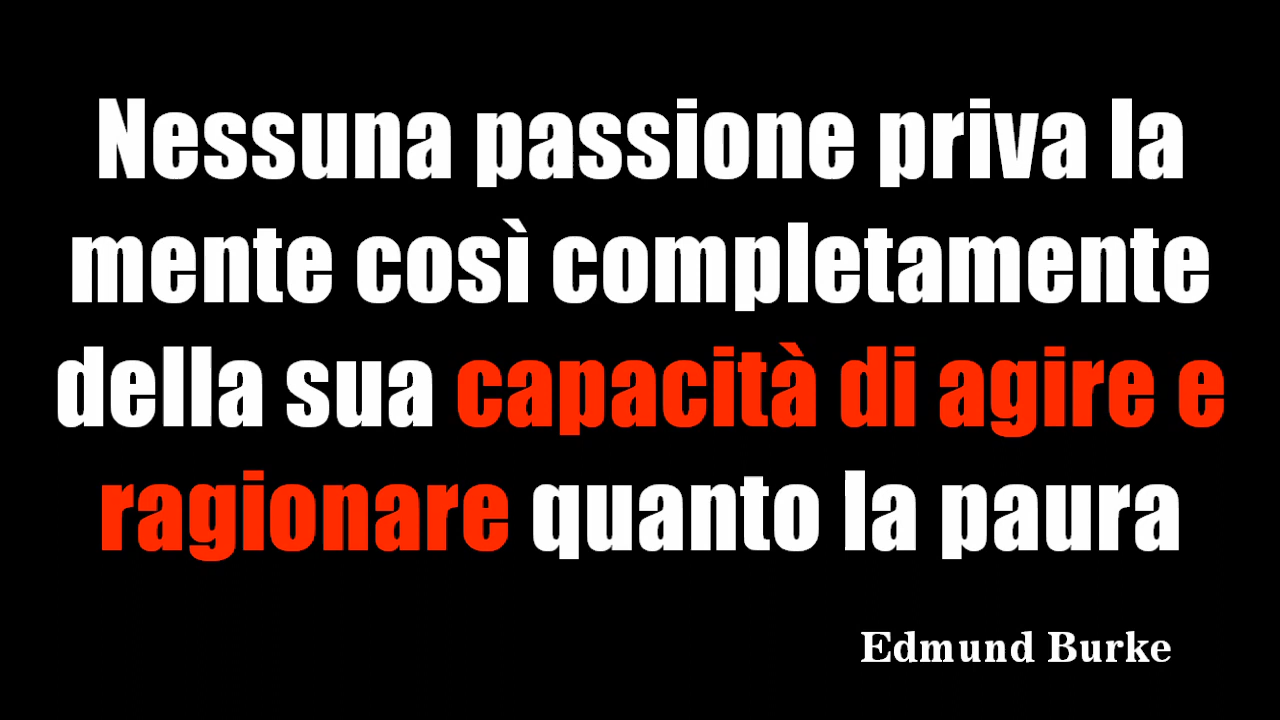 Nessuna passione priva la
mente così completamente
della sua capacità di agire e
ragionare quanto la paura
Edmund Burke